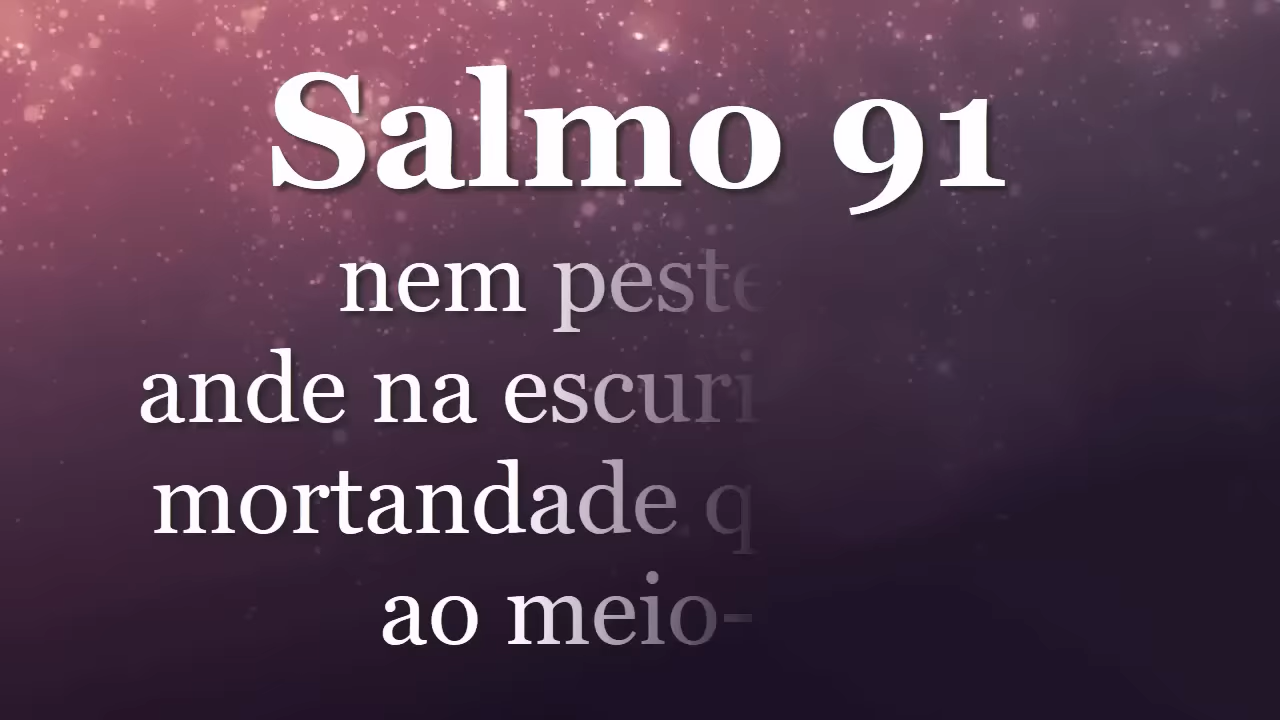 Salmo 91
nem peste
ande na escuri
mortandade q
ao meio-